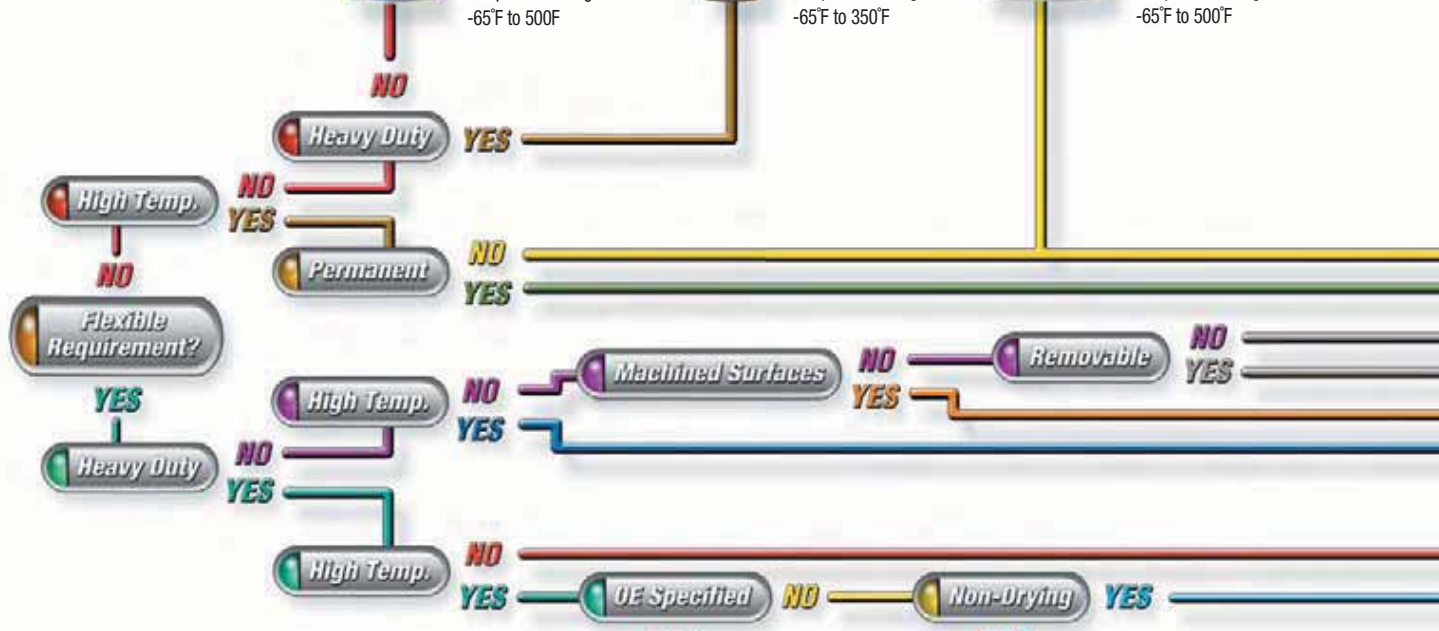 -65˚F to 500F
-65˚F to 350˚F
-65˚F to 500˚F
NO
Heavy Duty
YES
High Temp.
NO
YES
NO
Permanent
NO
YES
Flexible
Requirement?
YES
High Temp.
NO
YES
Machined Surfaces
NO
YES
Removable
NO
YES
Heavy Duty
NO
YES
High Temp.
NO
YES
OE Specified
NO
Non-Drying
YES